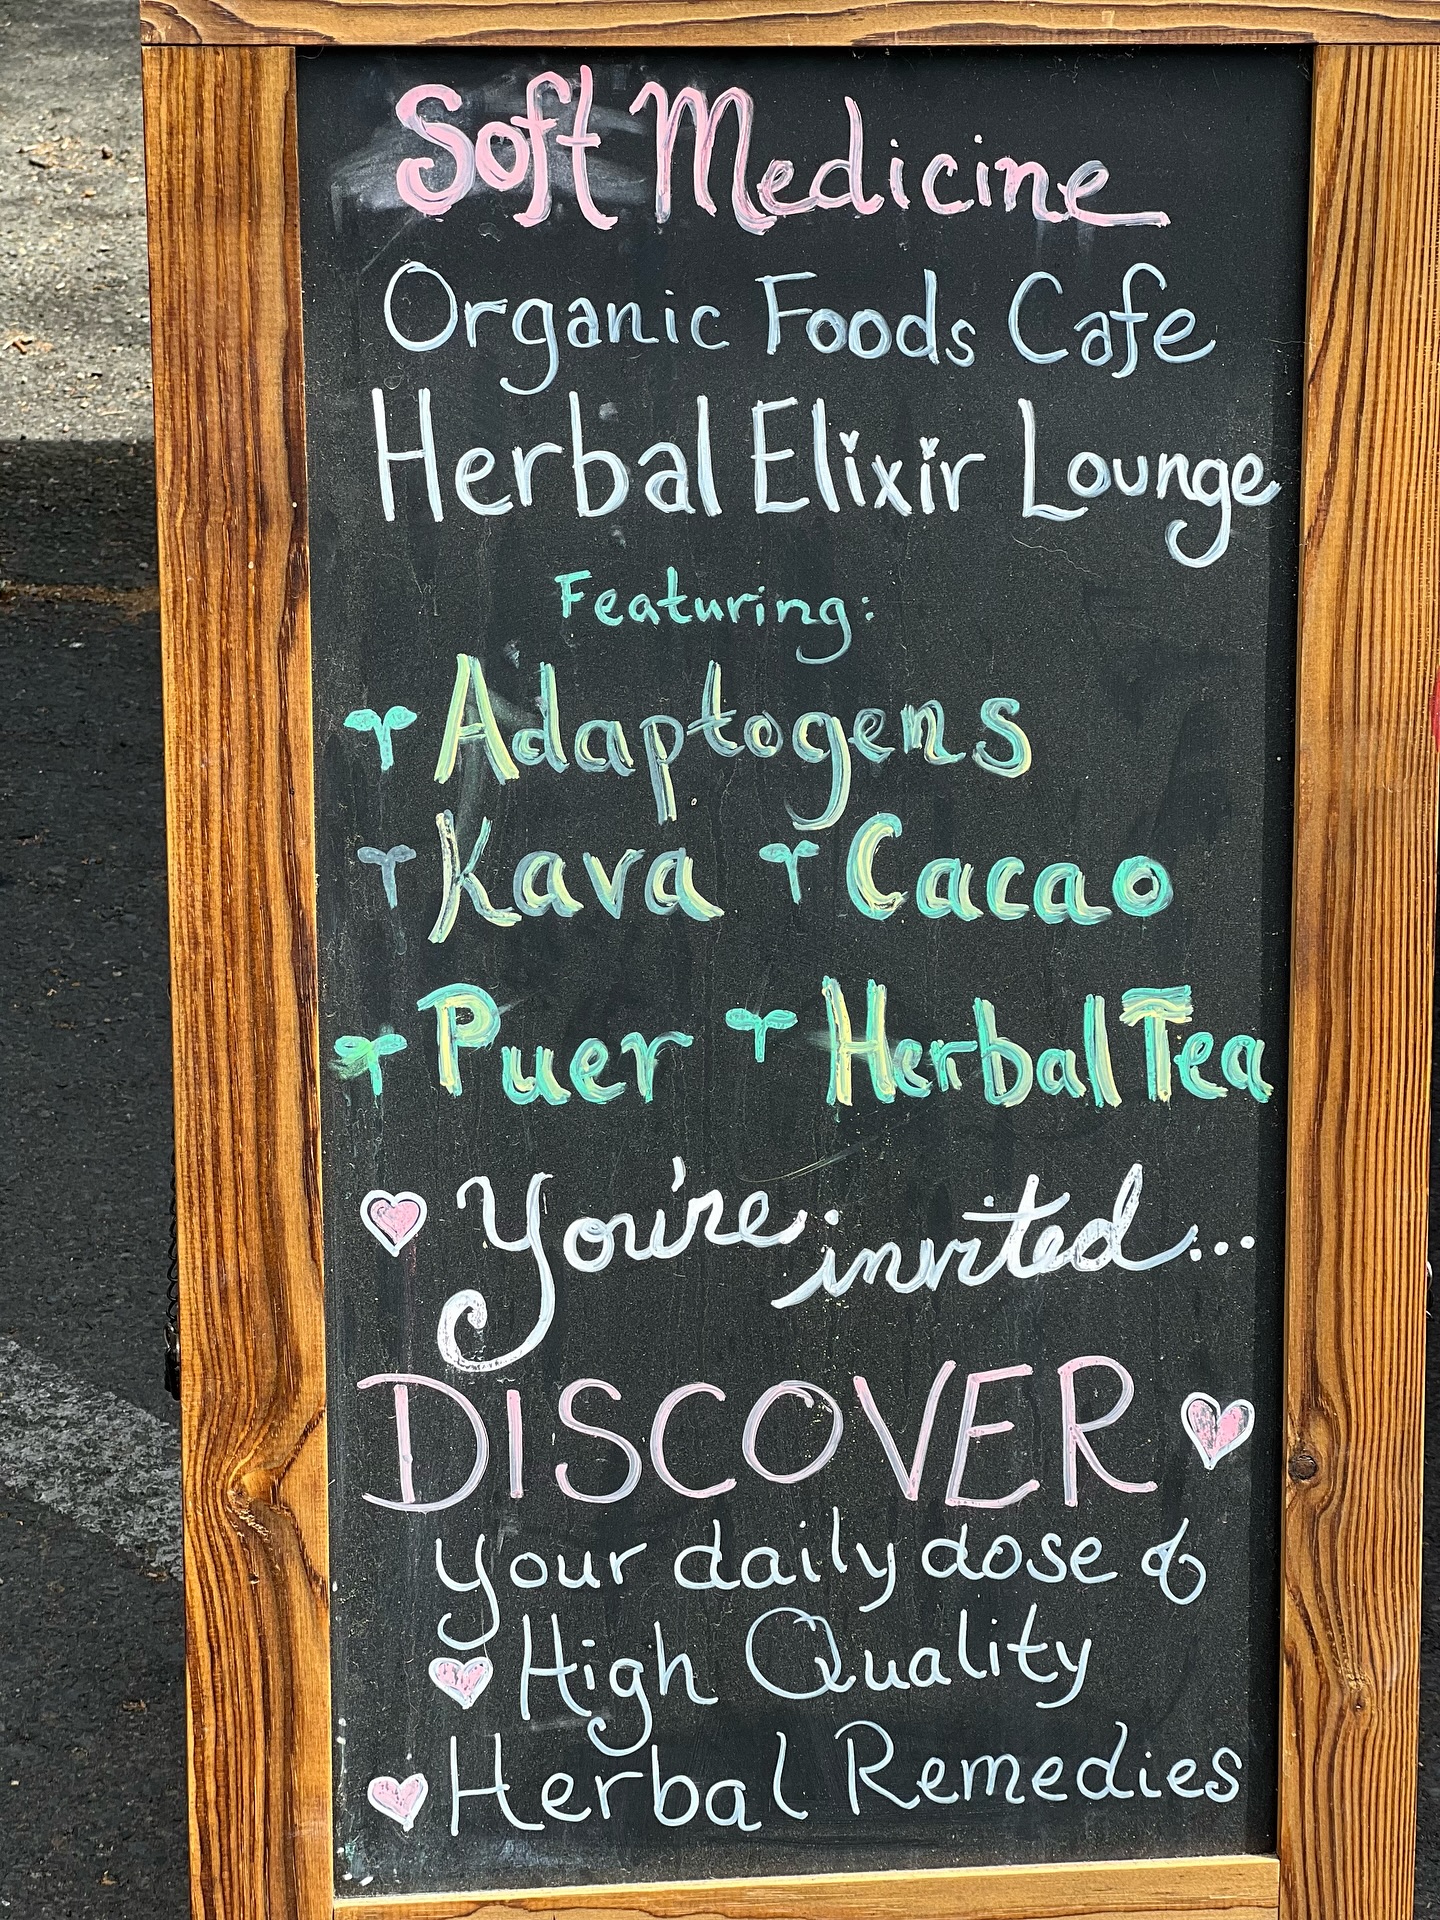 Soft Medicine
Organic Foods Cafe
Herbal Elixir Lounge
Featuring:
Adaptogens
Kava Cacao
Puer Herbal Tea
You're invited...
DISCOVER
your daily dose of
High Quality
Herbal Remedies